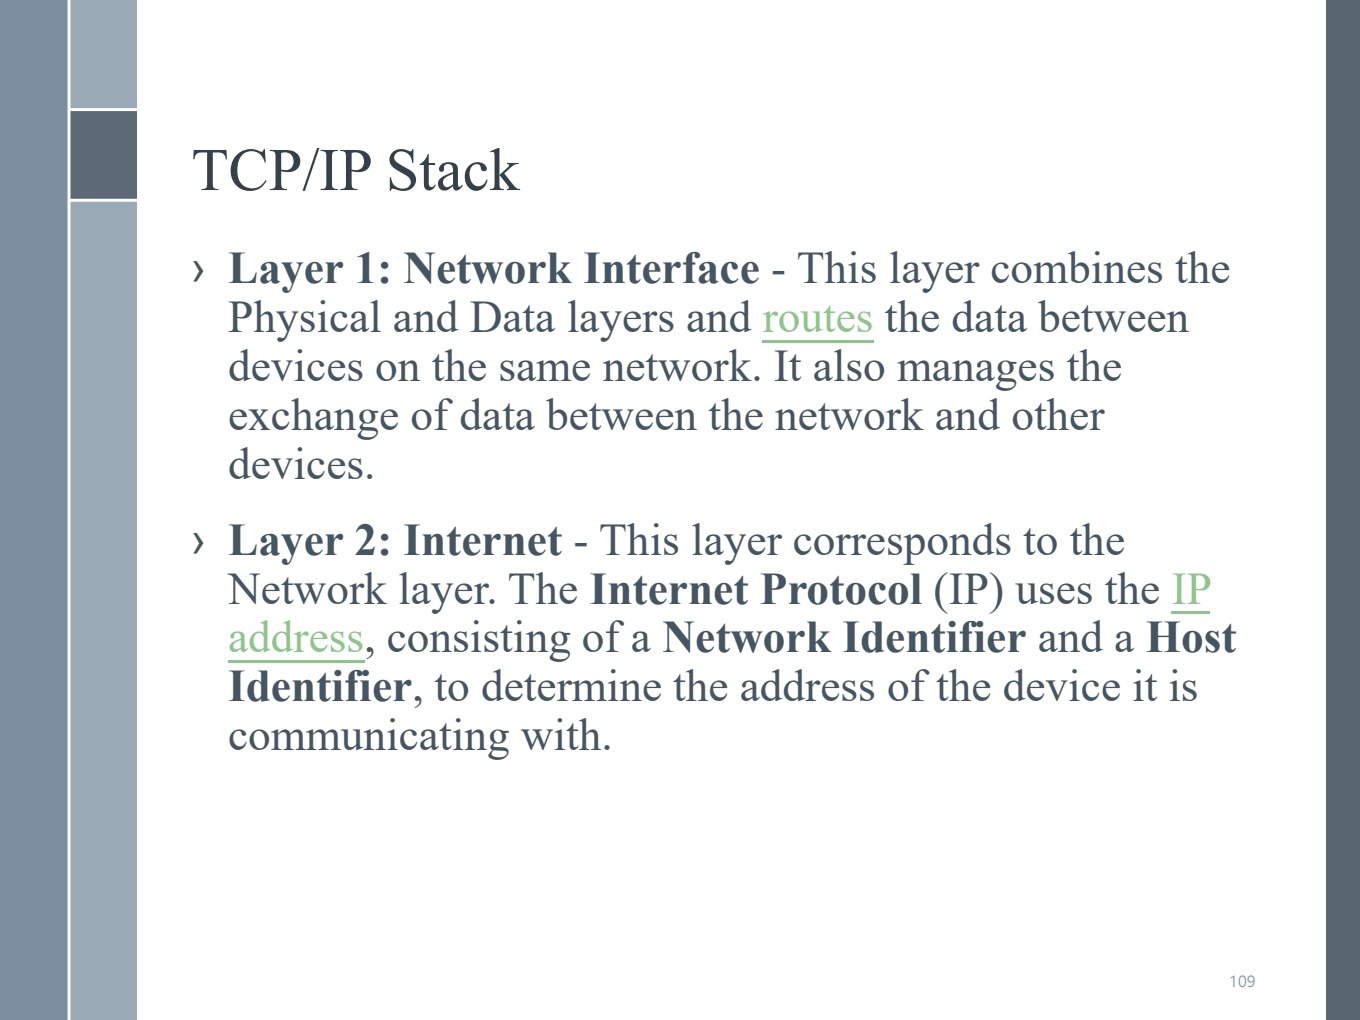 TCP/IP Stack
› Layer 1: Network Interface - This layer combines the
Physical and Data layers and routes the data between
devices on the same network. It also manages the
exchange of data between the network and other
devices.
› Layer 2: Internet - This layer corresponds to the
Network layer. The Internet Protocol (IP) uses the IP
address, consisting of a Network Identifier and a Host
Identifier, to determine the address of the device it is
communicating with.
109